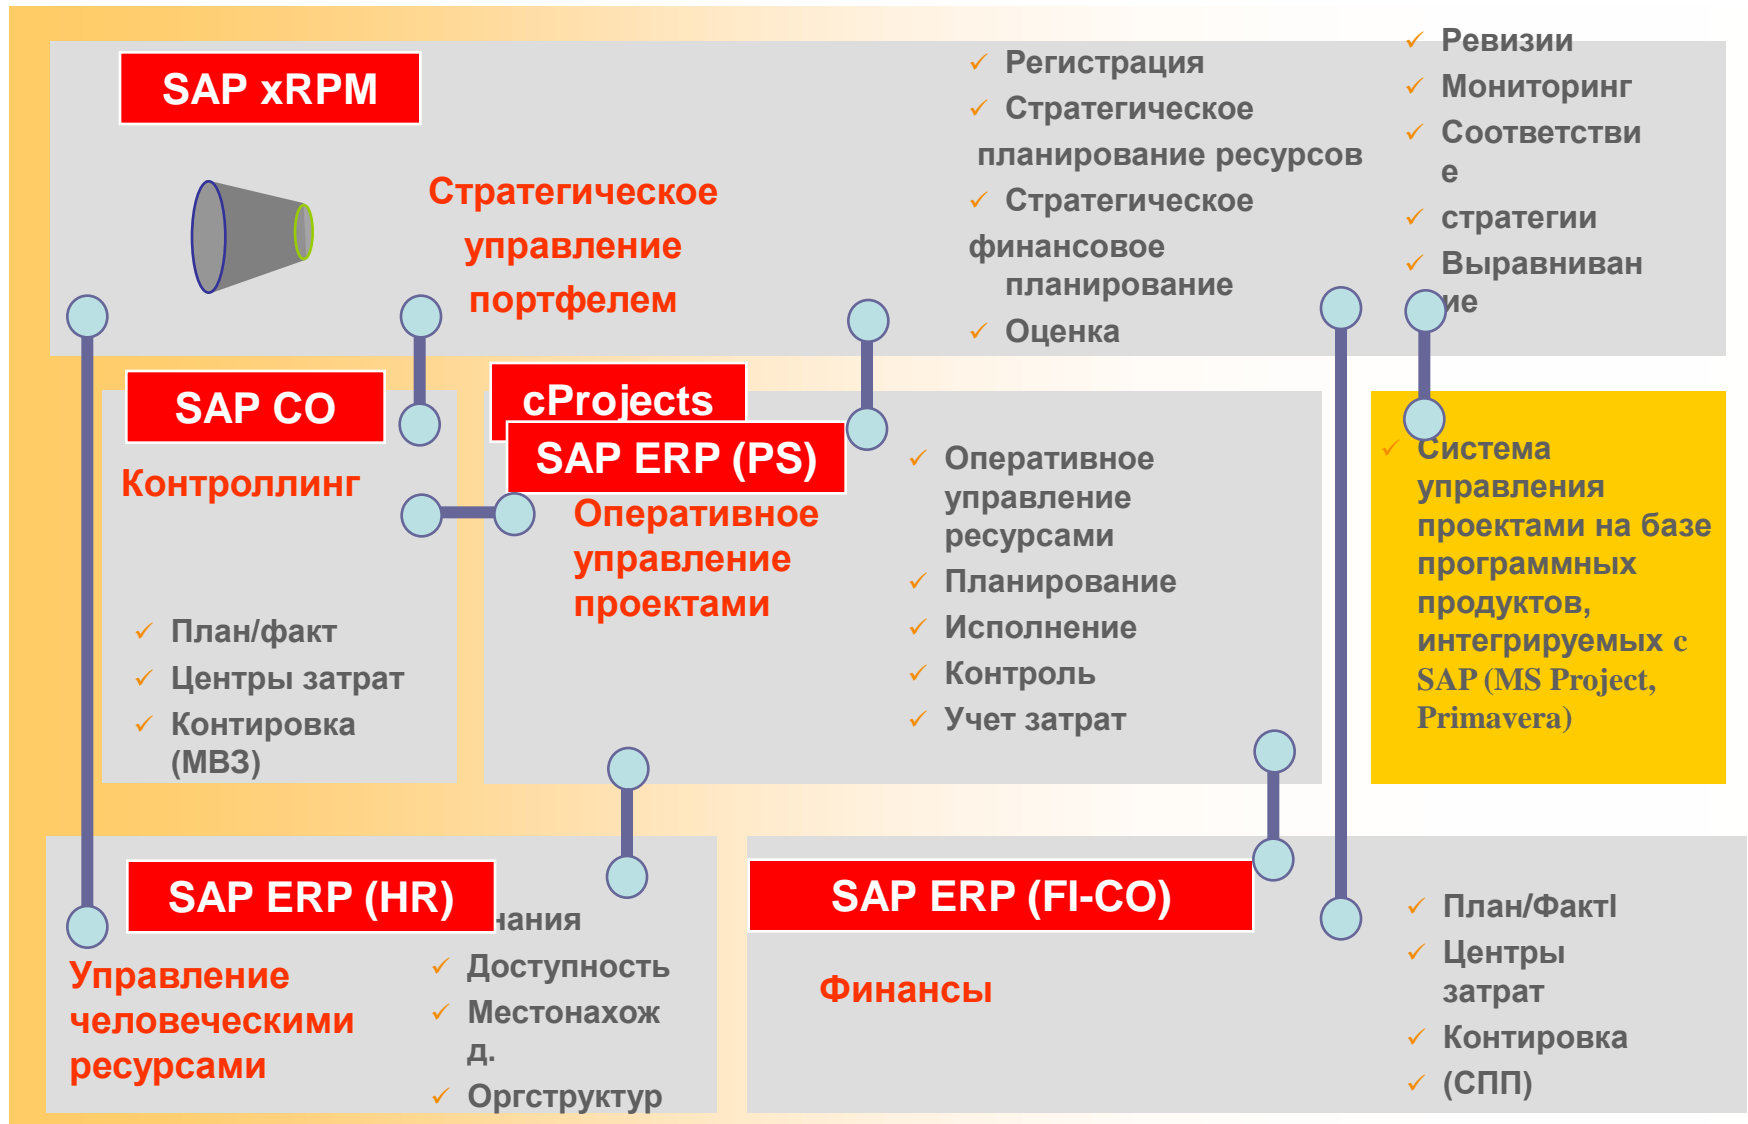 SAP xRPM
Стратегическое
управление
портфелем
Регистрация
Стратегическое
планирование ресурсов
Стратегическое
финансовое
планирование
Оценка
Ревизии
Мониторинг
Соответстви
е
стратегии
Выравниван
ие
SAP CO
Контроллинг
План/факт
Центры затрат
Контировка
(МВЗ)
cProjects
SAP ERP (PS)
Оперативное
управление
проектами
Оперативное
управление
ресурсами
Планирование
Исполнение
Контроль
Учет затрат
Система
управления
проектами на базе
программных
продуктов,
интегрируемых с
SAP (MS Project,
Primavera)
SAP ERP (HR)
Управление
человеческими
ресурсами
нания
Доступность
Местонахож
д.
Оргструктур
SAP ERP (FI-CO)
Финансы
План/ФактI
Центры
затрат
Контировка
(СПП)